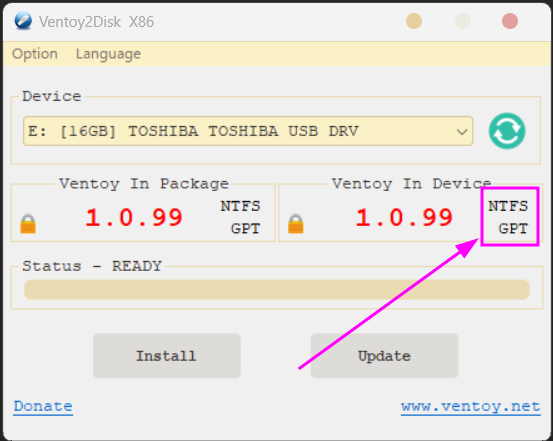 Ventoy2Disk  X86
Option Language
Device
E: [16GB] TOSHIBA TOSHIBA USB DRV
Ventoy In Package
1.0.99
NTFS
GPT
Ventoy In Device
1.0.99
NTFS
GPT
Status - READY
Install
Update
Donate
www.ventoy.net